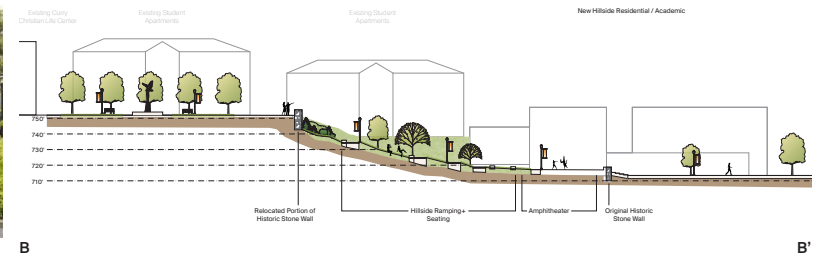 Existing Curry
Christian Life Center
Existing Student
Apartments
Existing Student
Apartments
New Hillside Residential / Academic
750'
740'
730'
720'
710'
Relocated Portion of
Historic Stone Wall
Hillside Ramping+
Seating
Amphitheater
Original Historic
Stone Wall
B
B'